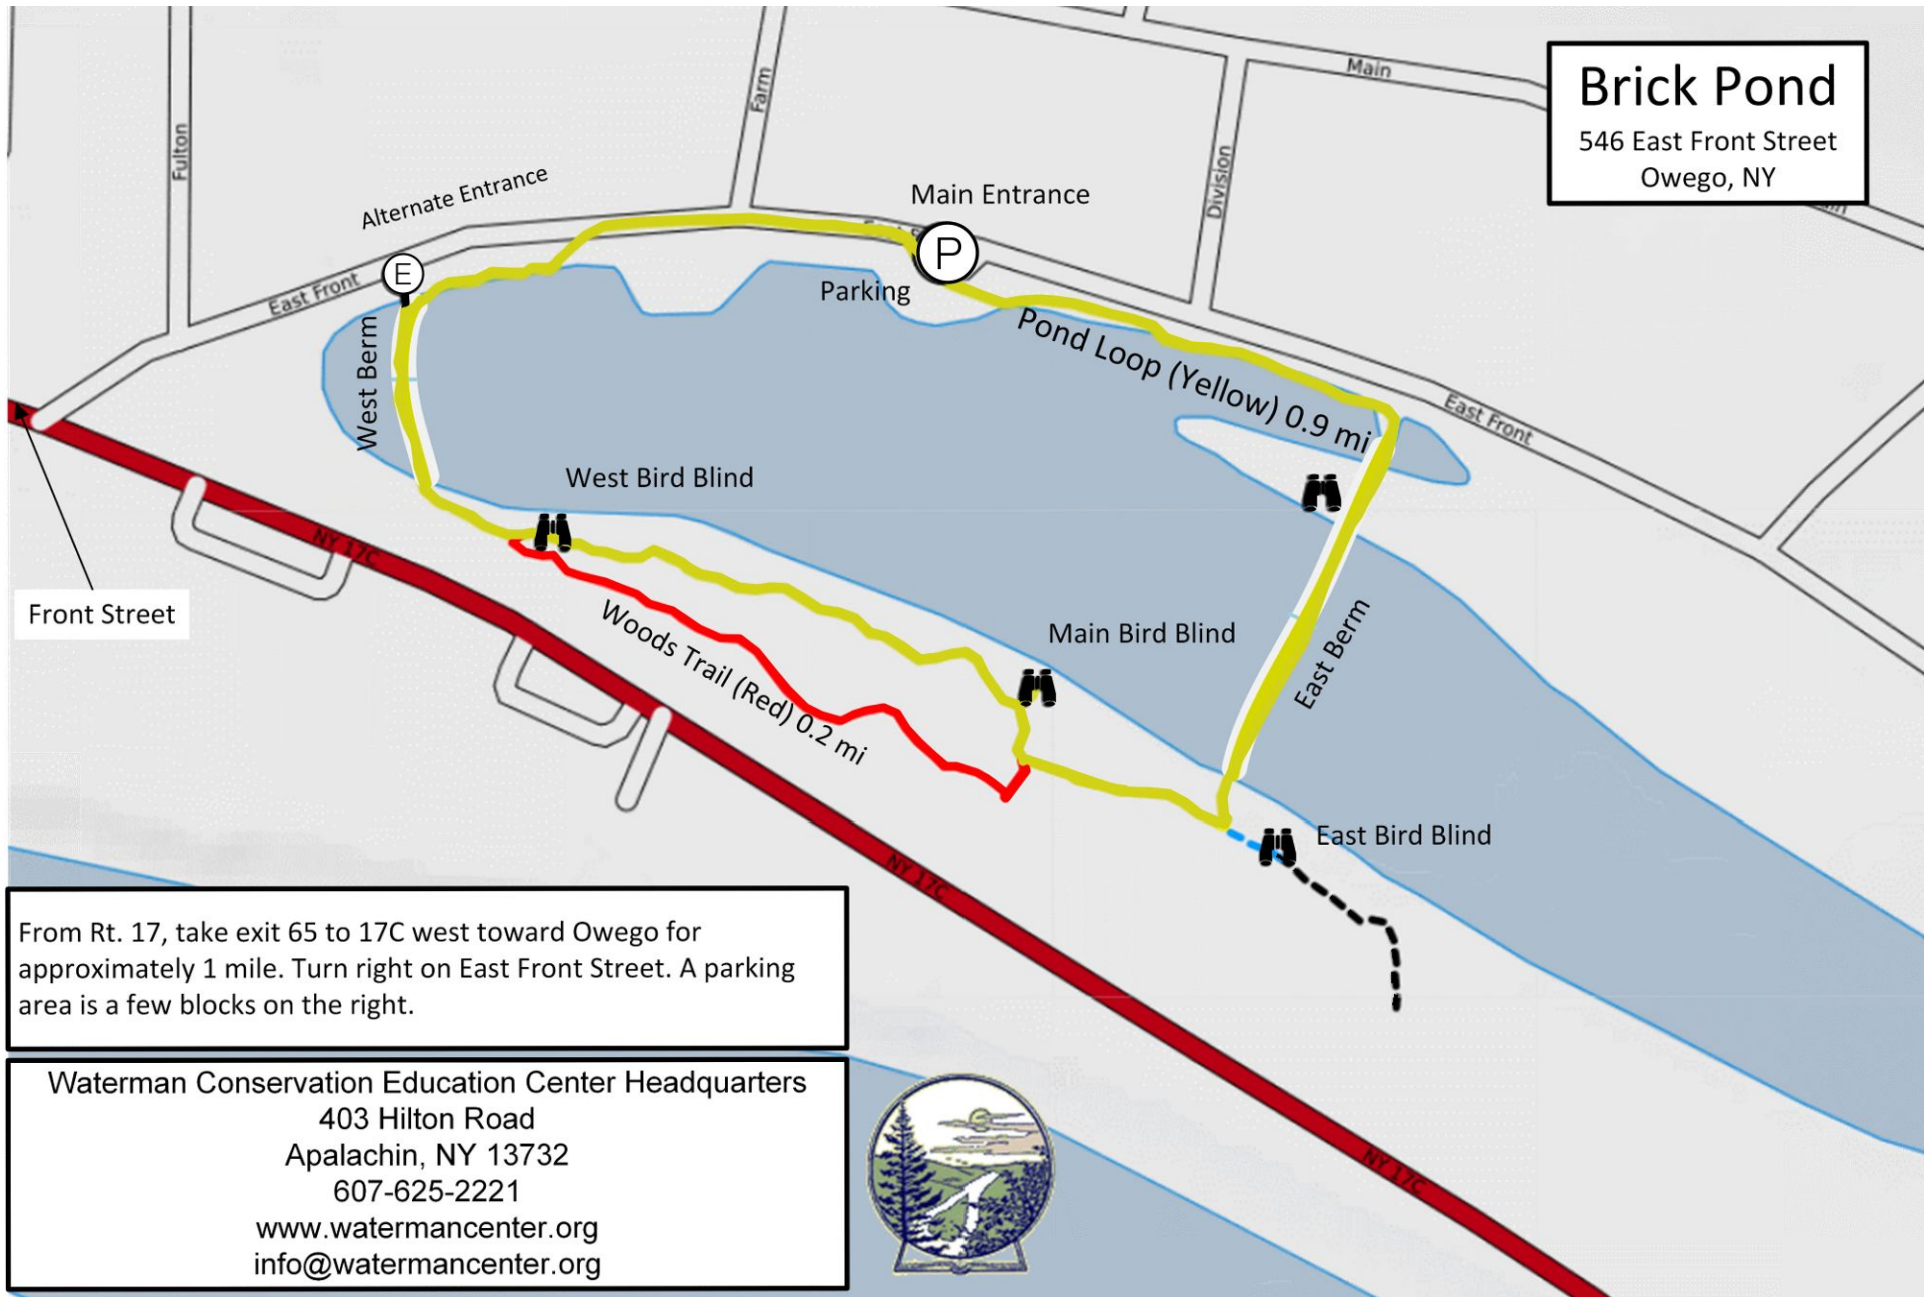 Brick Pond
546 East Front Street
Owego, NY
Main
Farm
Fulton
Division
Alternate Entrance
Main Entrance
P
E
East Front
Parking
Pond Loop (Yellow) 0.9 mi
West Berm
East Front
West Bird Blind
NY 17C
Front Street
Woods Trail (Red) 0.2 mi
Main Bird Blind
East Berm
East Bird Blind
NY 17C
From Rt. 17, take exit 65 to 17C west toward Owego for
approximately 1 mile. Turn right on East Front Street. A parking
area is a few blocks on the right.
Waterman Conservation Education Center Headquarters
403 Hilton Road
Apalachin, NY 13732
607-625-2221
www.watermancenter.org
info@watermancenter.org
NY 17C